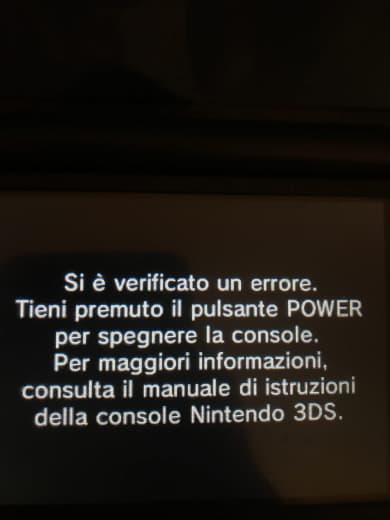 Si è verificato un errore.
Tieni premuto il pulsante POWER
per spegnere la console.
Per maggiori informazioni,
consulta il manuale di istruzioni
della console Nintendo 3DS.